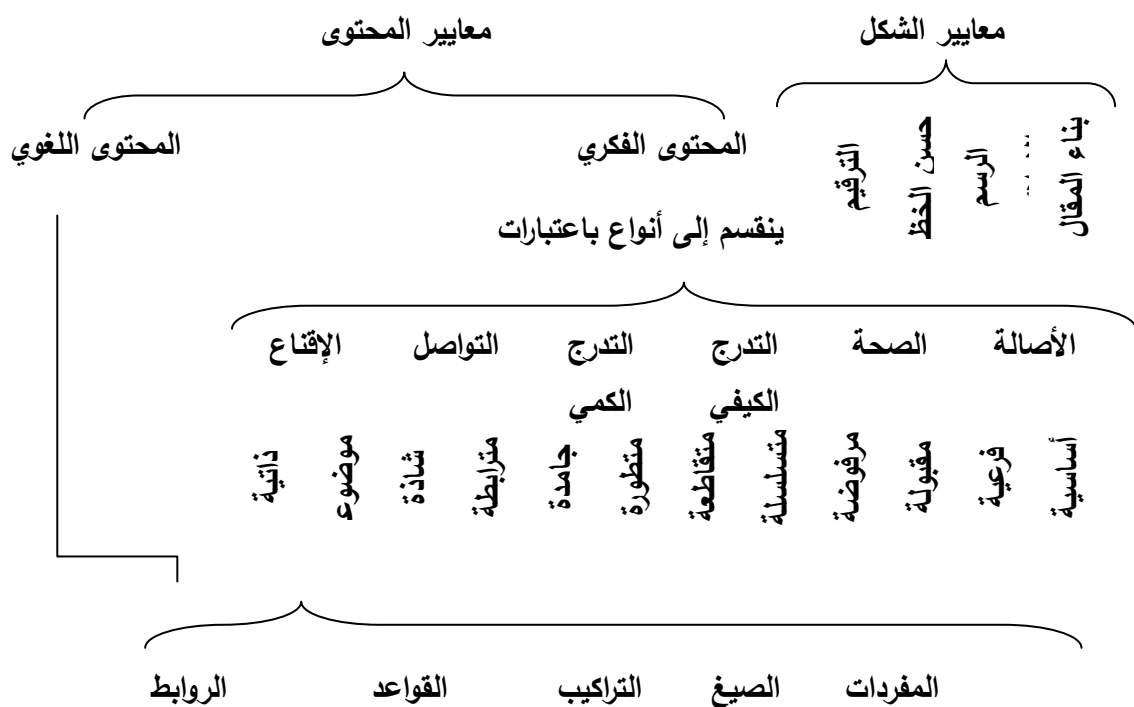 معايير الشكل
معايير المحتوى
بناء المقال
الرسم
حسن الخظ
الترقيم
المحتوى الفكري
المحتوى اللغوي
ينقسم إلى أنواع باعتبارات
الأصالة
الصحة
التدرج الكيفي
التدرج الكمي
التواصل
الإقناع
أساسية
فرعية
مقبولة
مرفوضة
متسلسلة
متقاطعة
متطورة
جامدة
مترابطة
شاذة
موضوع
ذاتية
المفردات
الصيغ
التراكيب
القواعد
الروابط